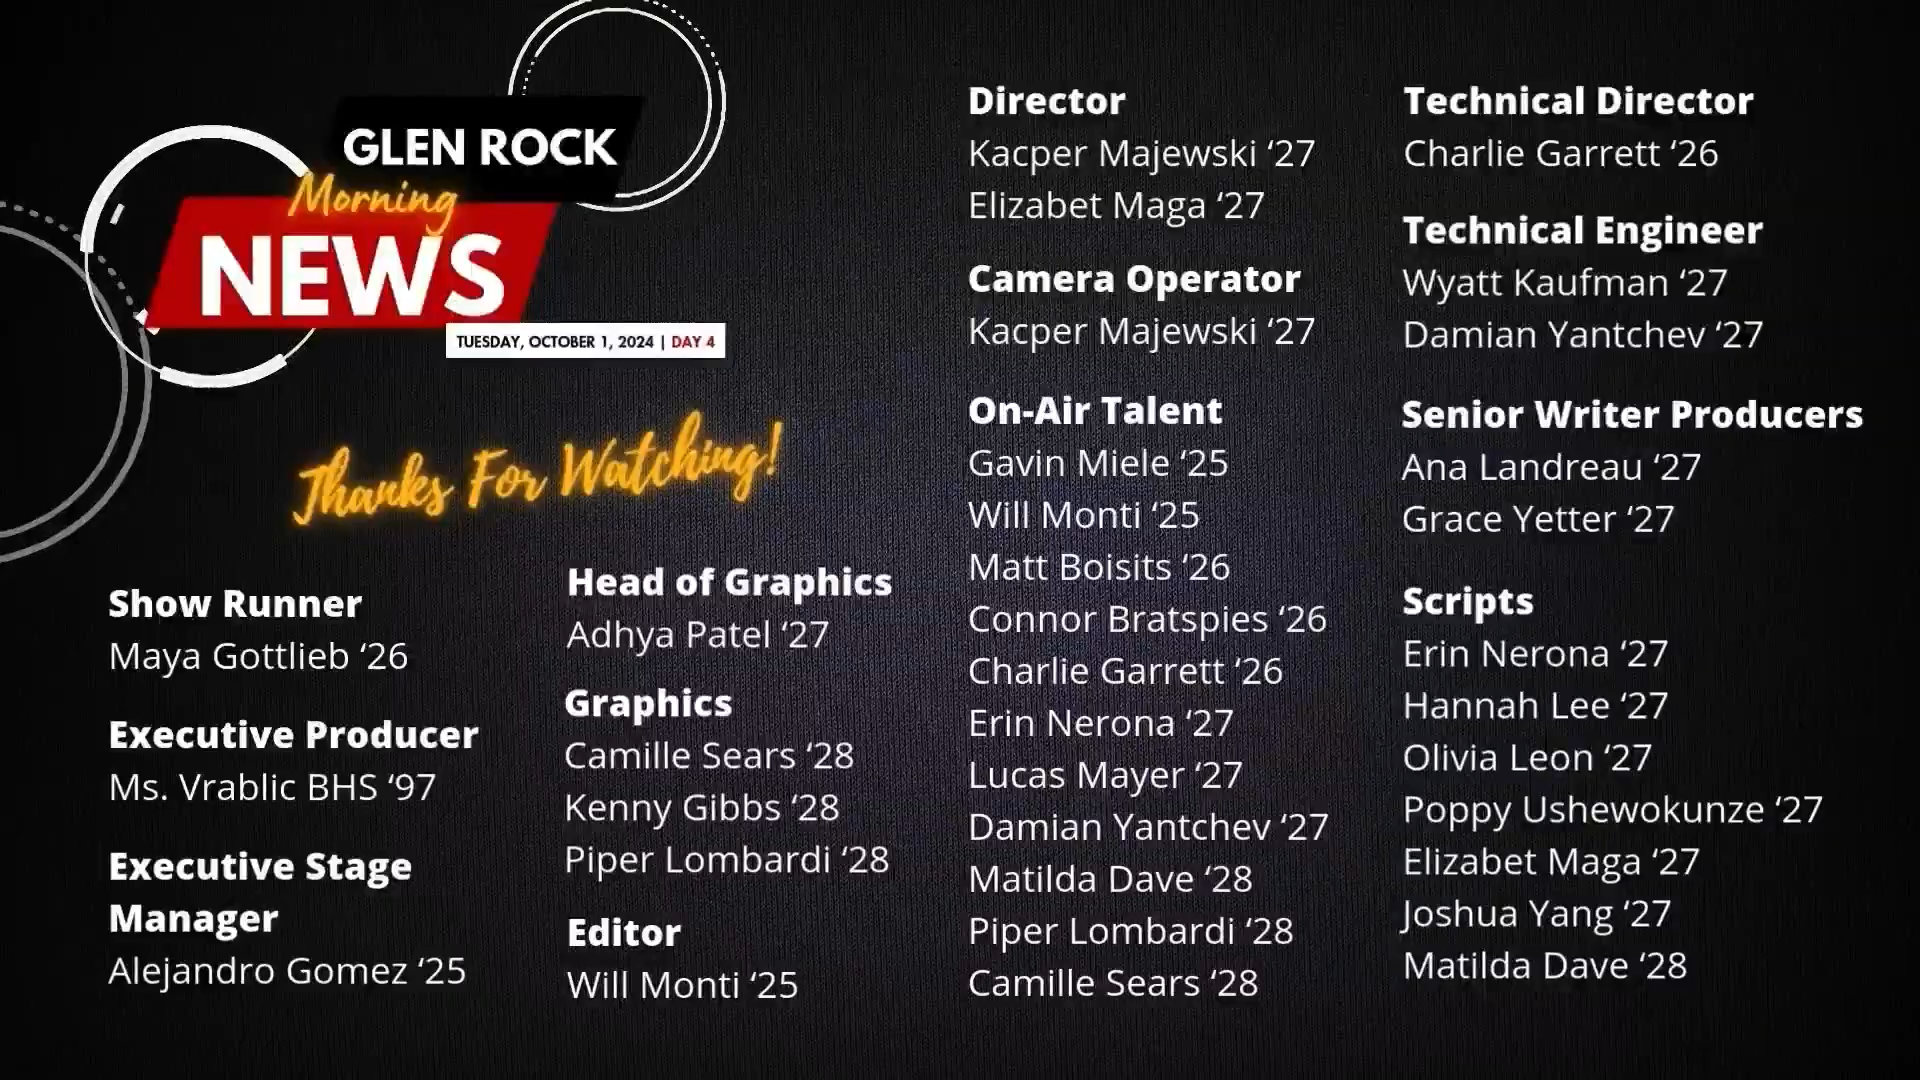 GLEN ROCK
Morning
NEWS
TUESDAY, OCTOBER 1, 2024 | DAY 4
Thanks For Watching!
Show Runner
Maya Gottlieb ‘26
Executive Producer
Ms. Vrablic BHS ‘97
Executive Stage
Manager
Alejandro Gomez ‘25
Head of Graphics
Adhya Patel ‘27
Graphics
Camille Sears ‘28
Kenny Gibbs ‘28
Piper Lombardi ‘28
Editor
Will Monti ‘25
Director
Kacper Majewski ‘27
Elizabet Maga ‘27
Camera Operator
Kacper Majewski ‘27
On-Air Talent
Gavin Miele ‘25
Will Monti ‘25
Matt Boisits ‘26
Connor Bratspies ‘26
Charlie Garrett ‘26
Erin Nerona ‘27
Lucas Mayer ‘27
Damian Yantchev ‘27
Matilda Dave ‘28
Piper Lombardi ‘28
Camille Sears ‘28
Technical Director
Charlie Garrett ‘26
Technical Engineer
Wyatt Kaufman ‘27
Damian Yantchev ‘27
Senior Writer Producers
Ana Landreau ‘27
Grace Yetter ‘27
Scripts
Erin Nerona ‘27
Hannah Lee ‘27
Olivia Leon ‘27
Poppy Ushewokunze ‘27
Elizabet Maga ‘27
Joshua Yang ‘27
Matilda Dave ‘28